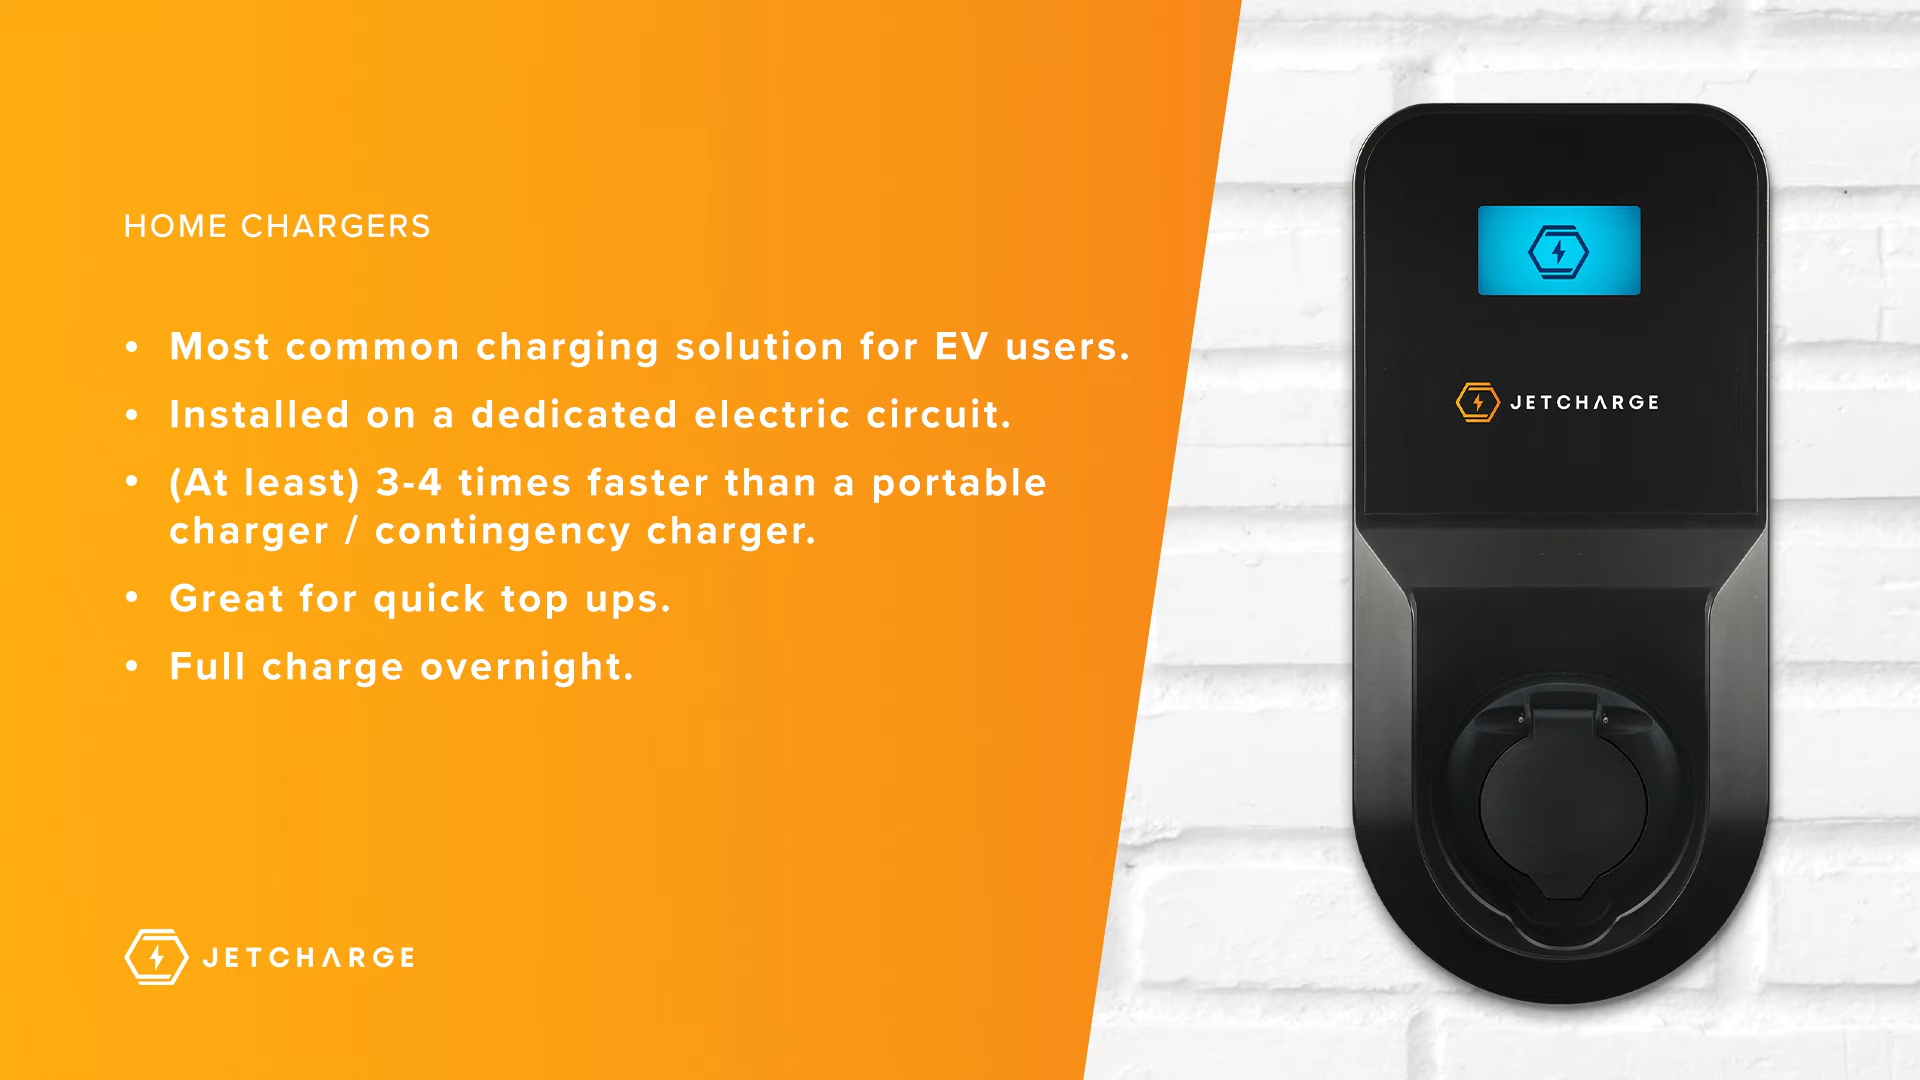 HOME CHARGERS
• Most common charging solution for EV users.
• Installed on a dedicated electric circuit.
• (At least) 3-4 times faster than a portable
charger / contingency charger.
• Great for quick top ups.
• Full charge overnight.
JETCHARGE
JETCHARGE